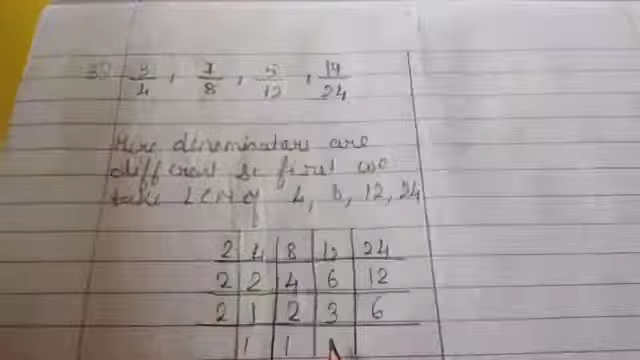 3/4, 7/8, 5/12, 14/24
Here denominators are
different so first we
take LCM of 4, 8, 12, 24
2 4 8 12 24
2 2 4 6 12
2 1 2 3 6
1 1